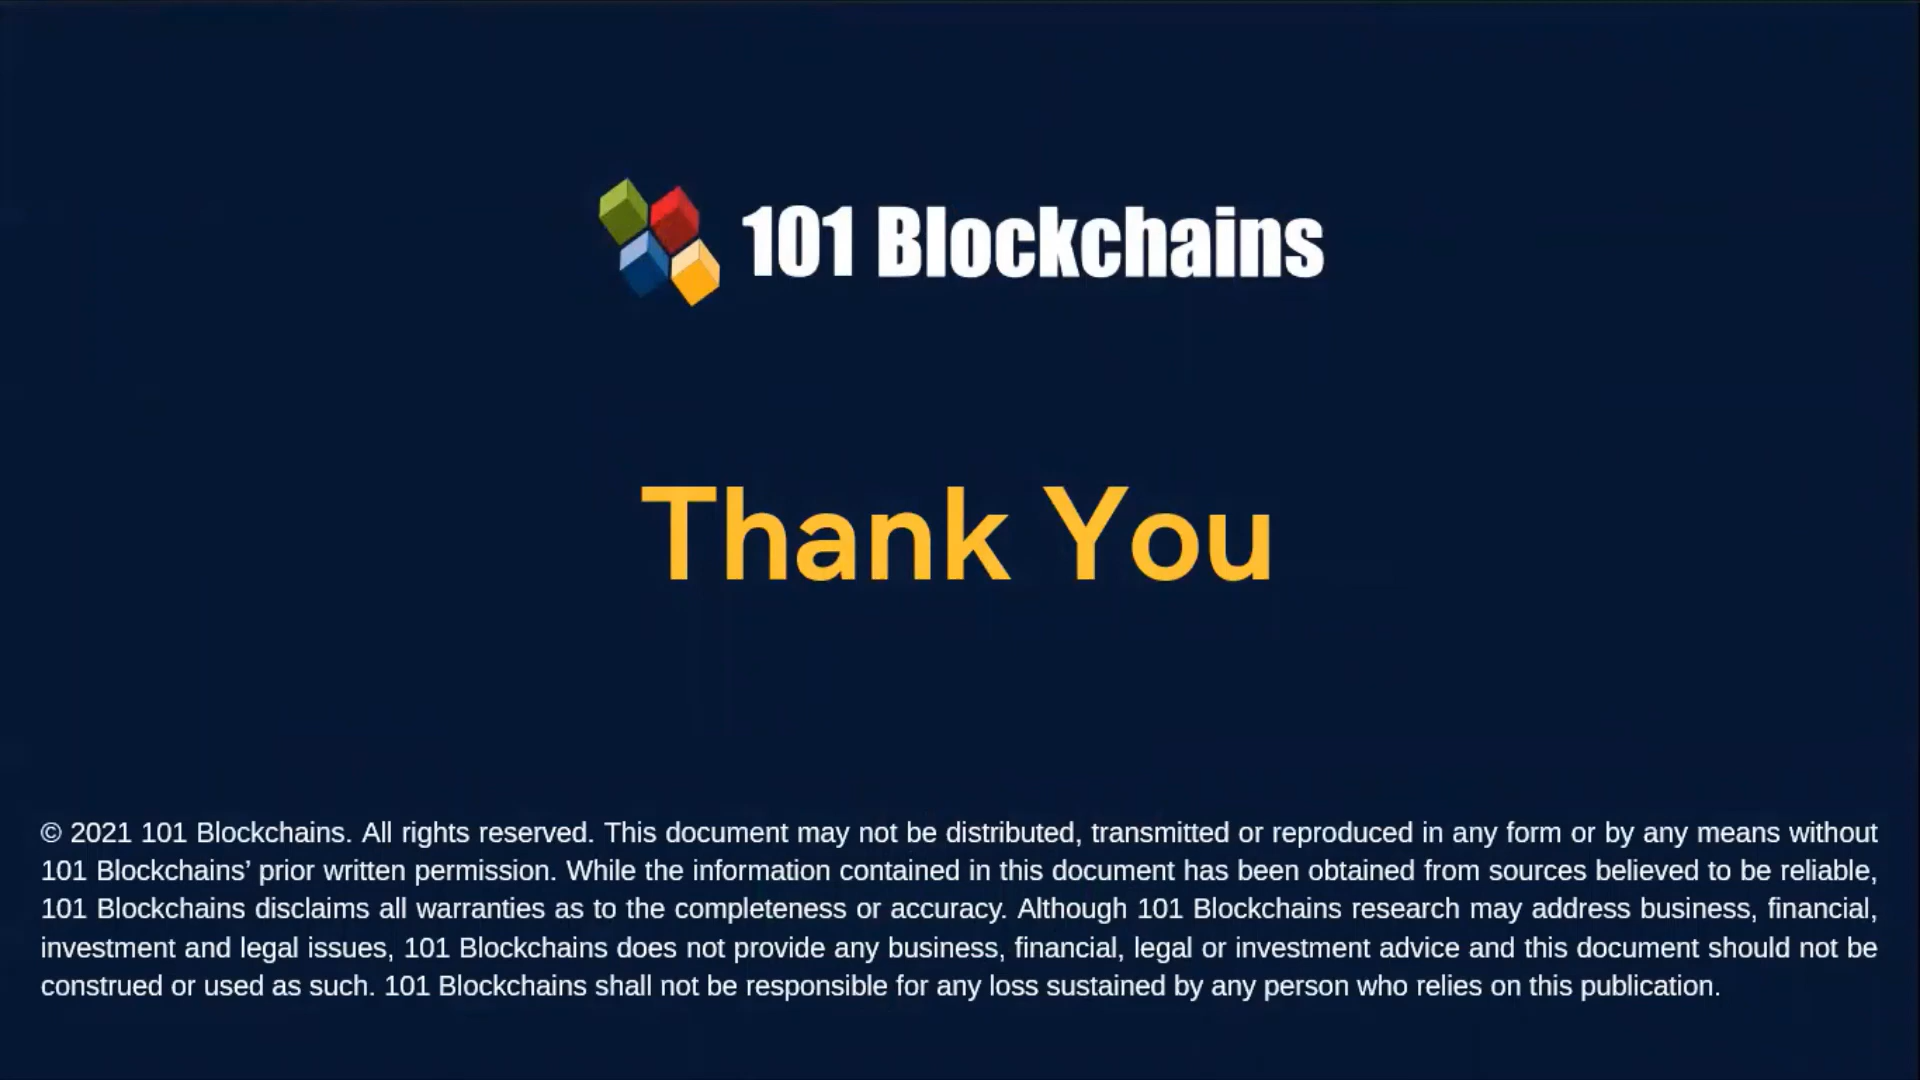 101 Blockchains
Thank You
© 2021 101 Blockchains. All rights reserved. This document may not be distributed, transmitted or reproduced in any form or by any means without
101 Blockchains’ prior written permission. While the information contained in this document has been obtained from sources believed to be reliable,
101 Blockchains disclaims all warranties as to the completeness or accuracy. Although 101 Blockchains research may address business, financial,
investment and legal issues, 101 Blockchains does not provide any business, financial, legal or investment advice and this document should not be
construed or used as such. 101 Blockchains shall not be responsible for any loss sustained by any person who relies on this publication.